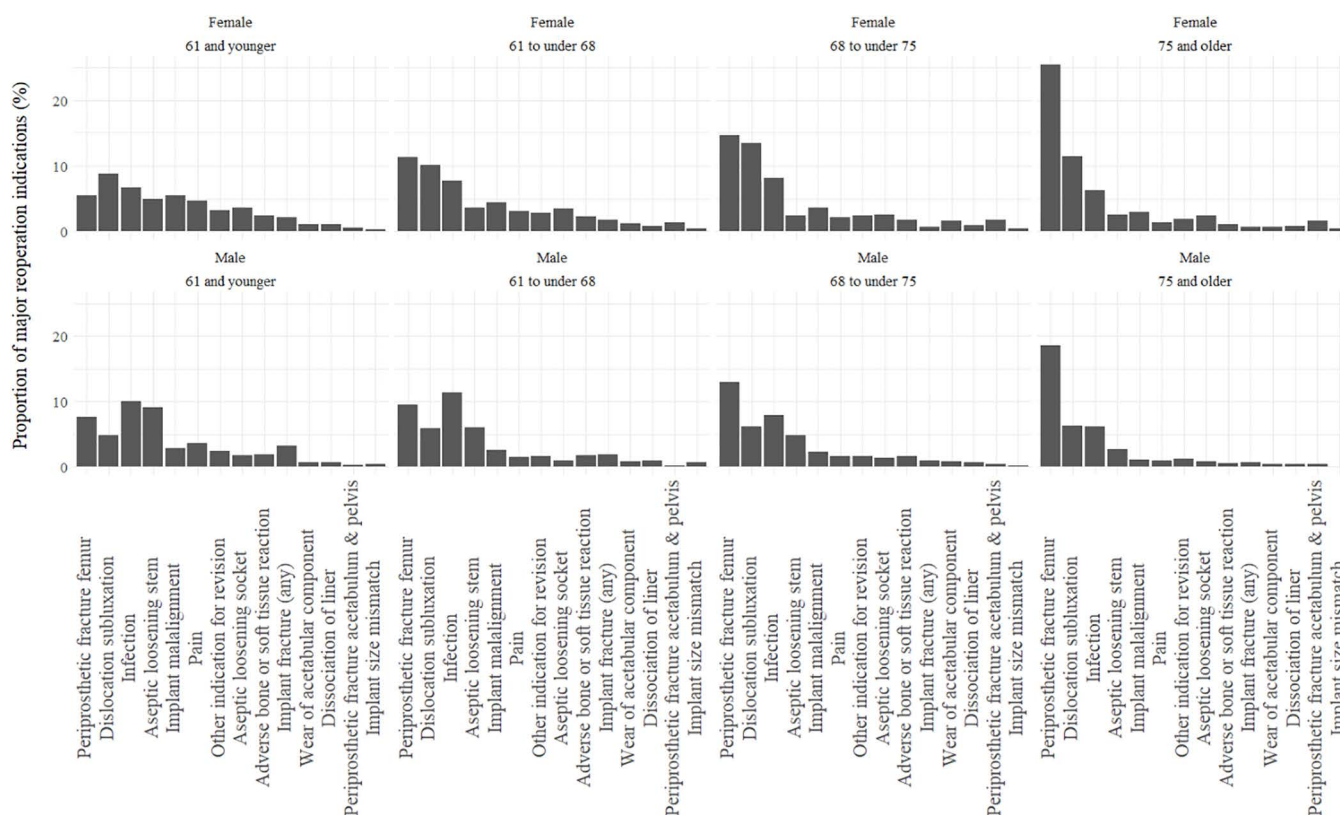 Female
61 and younger
Female
61 to under 68
Female
68 to under 75
Female
75 and older
Proportion of major reoperation indications (%)
20
10
0
Male
61 and younger
Male
61 to under 68
Male
68 to under 75
Male
75 and older
20
10
0
Periprosthetic fracture femur
Dislocation subluxation
Infection
Aseptic loosening stem
Implant malalignment
Pain
Other indication for revision
Aseptic loosening socket
Adverse bone or soft tissue reaction
Implant fracture (any)
Wear of acetabular component
Dissociation of liner
Periprosthetic fracture acetabulum & pelvis
Implant size mismatch
Periprosthetic fracture femur
Dislocation subluxation
Infection
Aseptic loosening stem
Implant malalignment
Pain
Other indication for revision
Aseptic loosening socket
Adverse bone or soft tissue reaction
Implant fracture (any)
Wear of acetabular component
Dissociation of liner
Periprosthetic fracture acetabulum & pelvis
Implant size mismatch
Periprosthetic fracture femur
Dislocation subluxation
Infection
Aseptic loosening stem
Implant malalignment
Pain
Other indication for revision
Aseptic loosening socket
Adverse bone or soft tissue reaction
Implant fracture (any)
Wear of acetabular component
Dissociation of liner
Periprosthetic fracture acetabulum & pelvis
Implant size mismatch
Periprosthetic fracture femur
Dislocation subluxation
Infection
Aseptic loosening stem
Implant malalignment
Pain
Other indication for revision
Aseptic loosening socket
Adverse bone or soft tissue reaction
Implant fracture (any)
Wear of acetabular component
Dissociation of liner
Periprosthetic fracture acetabulum & pelvis